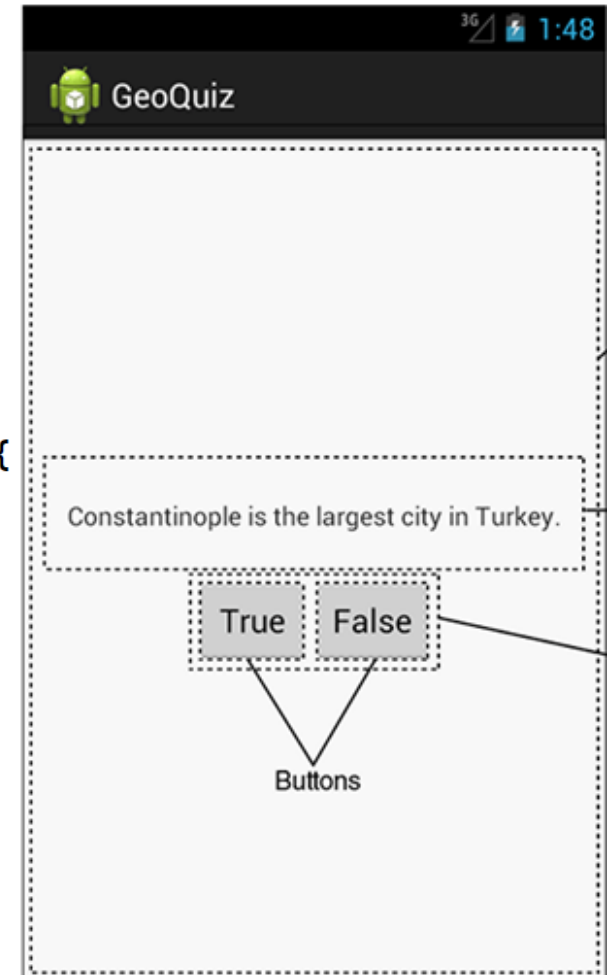 3G 1:48
GeoQuiz
{
Constantinople is the largest city in Turkey.
True False
Buttons